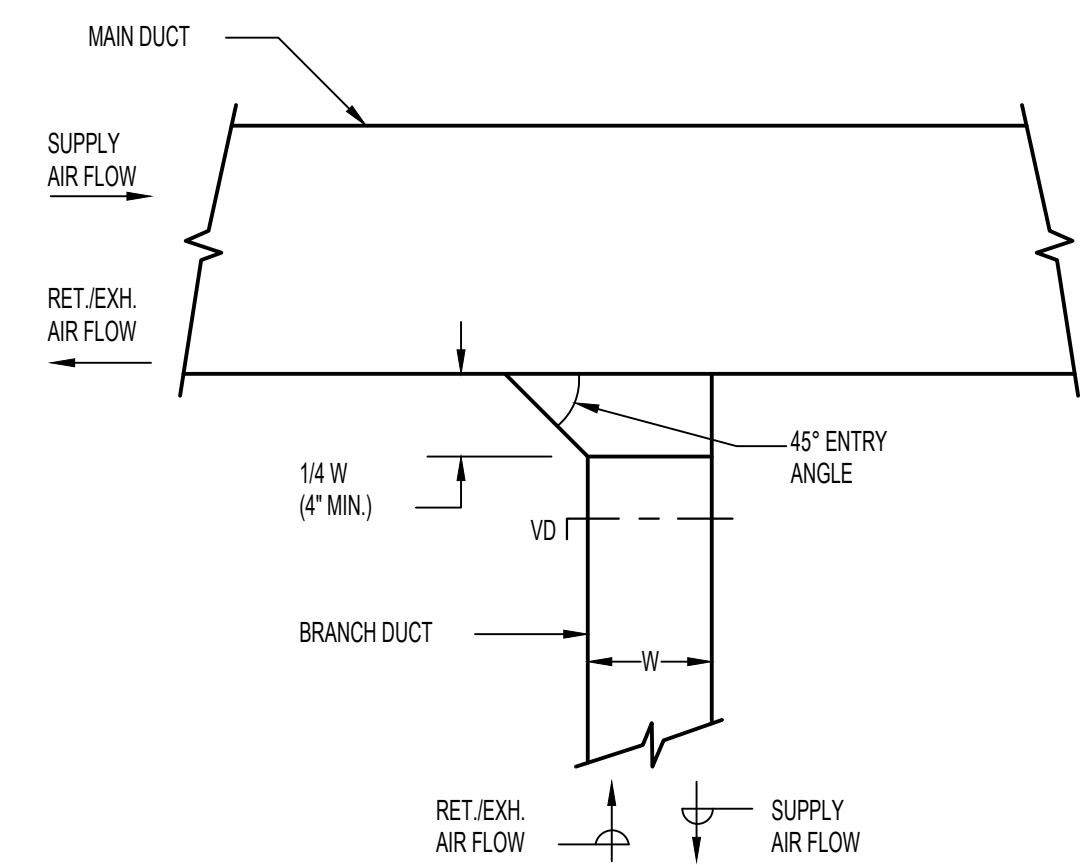 MAIN DUCT
SUPPLY
AIR FLOW
RET./EXH.
AIR FLOW
45° ENTRY
ANGLE
1/4 W
(4" MIN.)
VD
BRANCH DUCT
W
RET./EXH.
AIR FLOW
SUPPLY
AIR FLOW